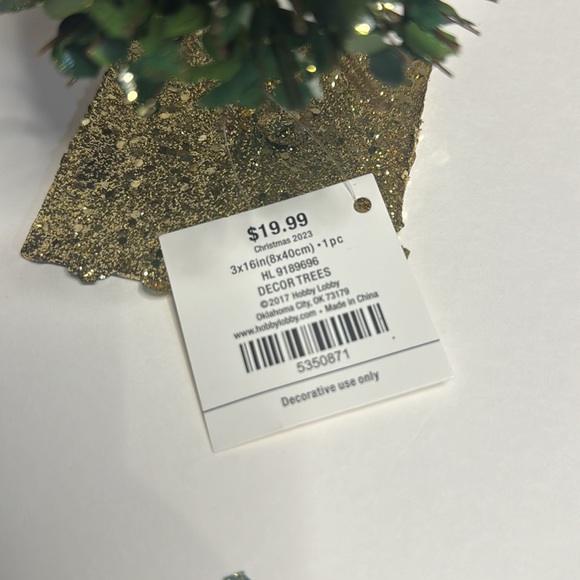 $19.99
Christmas 2023
3x16in(8x40cm) • 1pc
HL 9189696
DECOR TREES
©2017 Hobby Lobby
Oklahoma City, OK 73179
www.hobbylobby.com • Made in China
5350871
Decorative use only